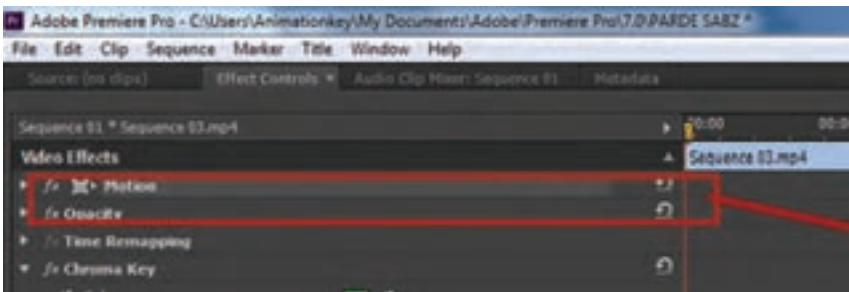 Adobe Premiere Pro - C:\Users\Animationkey\My Documents\Adobe\Premiere Pro\7.0\PARDE SABZ *
File Edit Clip Sequence Marker Title Window Help
Source: (no clips) Effect Controls Audio Clip Mixer: Sequence 01 Metadata
Sequence 01 * Sequence 03.mp4 00:00 00:0
Video Effects Sequence 03.mp4
fx Motion
fx Opacity
fx Time Remapping
fx Chroma Key